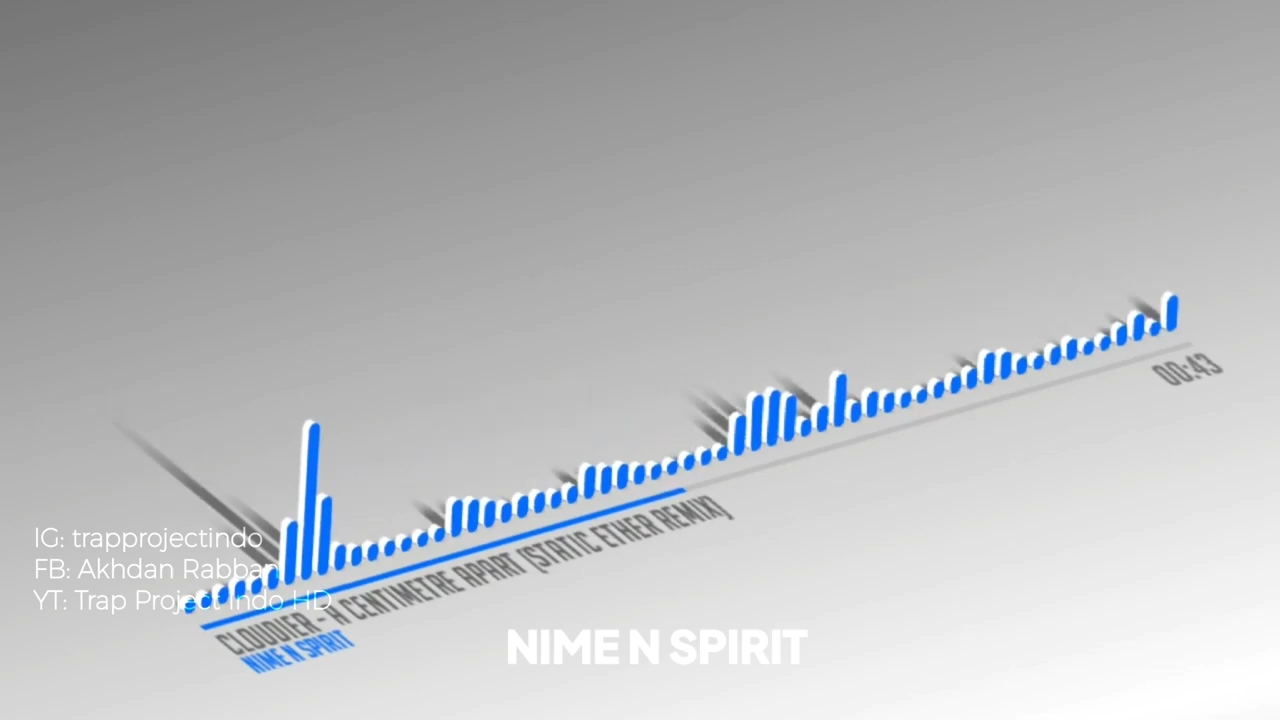 00:43
IG: trapprojectindo
FB: Akhdan Rabbani
YT: Trap Project Indo HD
CLOUDIER - A CENTIMETRE APART (STATIC ETHER REMIX)
NIME N SPIRIT
NIME N SPIRIT